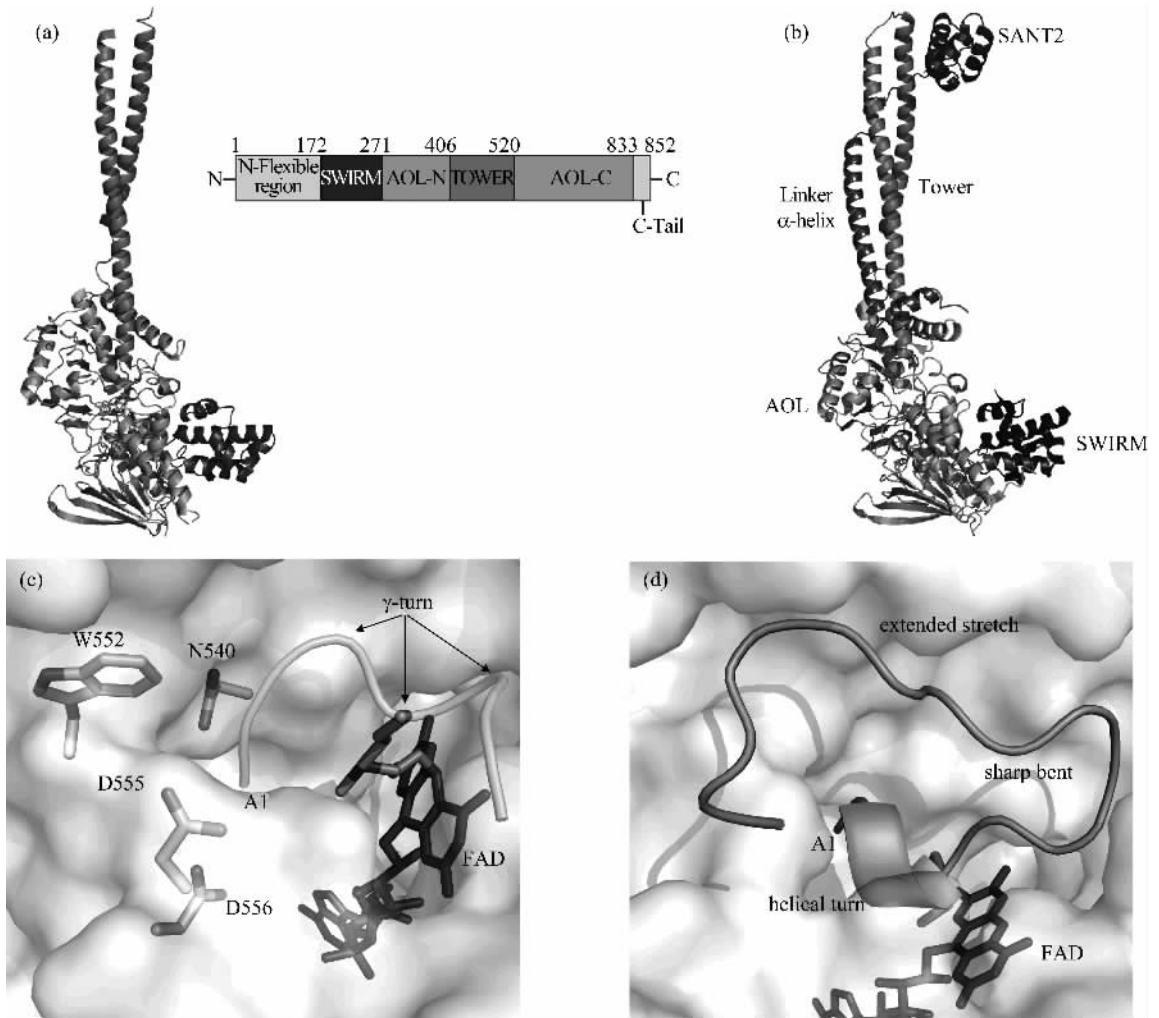 (a)
1 172 271 406 520 833 852
N N-Flexible region SWIRM AOL-N TOWER AOL-C C
C-Tail
(b)
SANT2
Linker
α-helix
Tower
AOL
SWIRM
(c)
γ-turn
W552
N540
D555
A1
FAD
D556
(d)
extended stretch
sharp bent
A1
helical turn
FAD